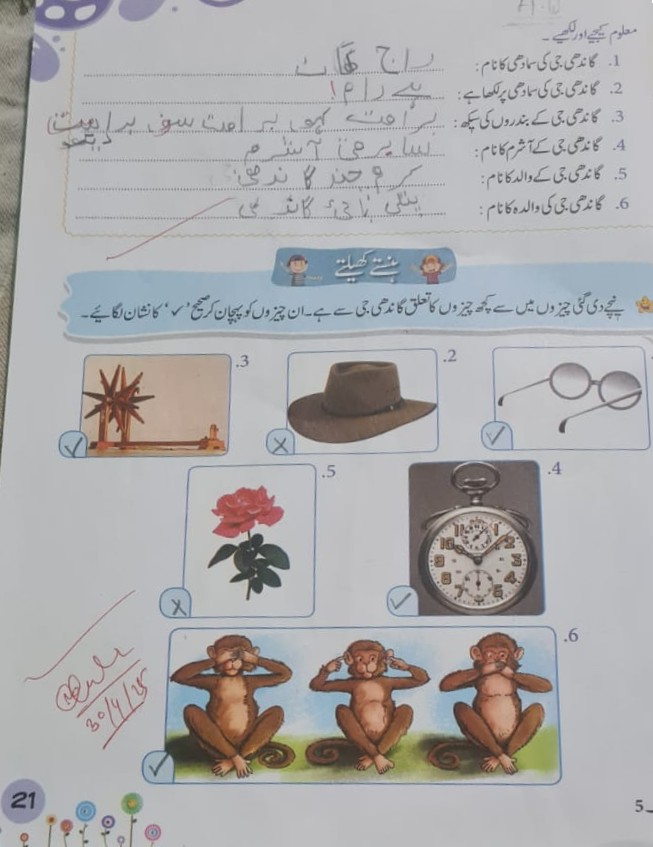 معلوم کیجیے اور لکھیے۔
1. گاندھی جی کی سمادھی کا نام: راج گھاٹ
2. گاندھی جی کی سمادھی پر لکھا ہے: ہے رام!
3. گاندھی جی کے بندروں کی سیکھ: برا مت کہو برا مت سنو برا مت دیکھو
4. گاندھی جی کے آشرم کا نام: سابرمتی آشرم
5. گاندھی جی کے والد کا نام: کرم چند گاندھی
6. گاندھی جی کی والدہ کا نام: پتلی بائی گاندھی
ہنستے کھیلتے
نیچے دی گئی چیزوں میں سے کچھ چیزوں کا تعلق گاندھی جی سے ہے۔ ان چیزوں کو پہچان کر صحیح ’✓‘ کا نشان لگائیے۔
.2 .3
✓ ✗ ✓
.4 .5
✓ ✗
.6
✓
30/4/25
21
5